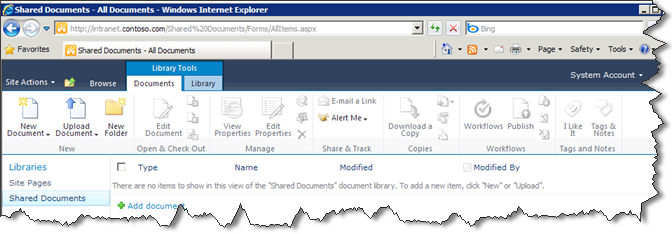 Shared Documents - All Documents - Windows Internet Explorer
http://intranet.contoso.com/Shared%20Documents/Forms/AllItems.aspx
Bing
Favorites
Shared Documents - All Documents
Page
Safety
Tools
Library Tools
System Account
Site Actions
Browse
Documents
Library
New Document
Upload Document
New Folder
Edit Document
View Properties
Edit Properties
E-mail a Link
Alert Me
Download a Copy
Workflows
Publish
I Like It
Tags & Notes
New
Open & Check Out
Manage
Share & Track
Copies
Workflows
Tags and Notes
Libraries
Type
Name
Modified
Modified By
Site Pages
There are no items to show in this view of the "Shared Documents" document library. To add a new item, click "New" or "Upload".
Shared Documents
Add document